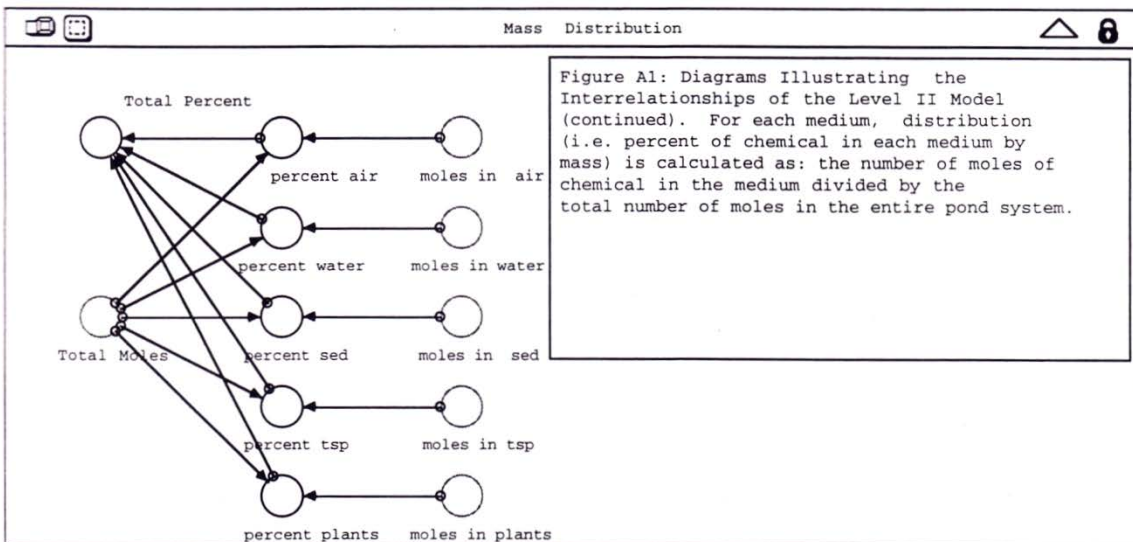 Mass Distribution
Figure A1: Diagrams Illustrating the
Interrelationships of the Level II Model
(continued). For each medium, distribution
(i.e. percent of chemical in each medium by
mass) is calculated as: the number of moles of
chemical in the medium divided by the
total number of moles in the entire pond system.
Total Percent
percent air moles in air
percent water moles in water
Total Moles percent sed moles in sed
percent tsp moles in tsp
percent plants moles in plants